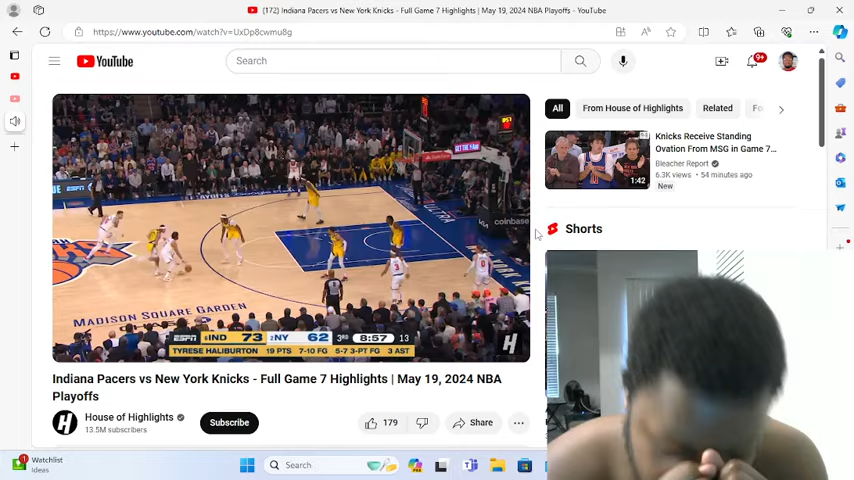 (172) Indiana Pacers vs New York Knicks - Full Game 7 Highlights | May 19, 2024 NBA Playoffs - YouTube
https://www.youtube.com/watch?v=UxDp8cwmu8g
YouTube
Search
9+
All
From House of Highlights
Related
Knicks Receive Standing
Ovation From MSG in Game 7...
Bleacher Report
6.3K views • 54 minutes ago
New
1:42
coinbase
Shorts
MADISON SQUARE GARDEN
ESPN IND 73 NY 62 3RD 8:57 13
TYRESE HALIBURTON 19 PTS 7-10 FG 5-7 3-PT FG 3 AST
H
Indiana Pacers vs New York Knicks - Full Game 7 Highlights | May 19, 2024 NBA
Playoffs
House of Highlights
13.5M subscribers
Subscribe
179
Share
1
Watchlist
Ideas
Search